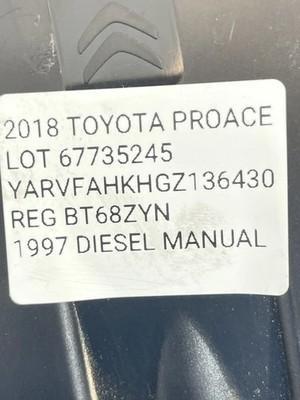 2018 TOYOTA PROACE
LOT 67735245
YARVFAHKHGZ136430
REG BT68ZYN
1997 DIESEL MANUAL